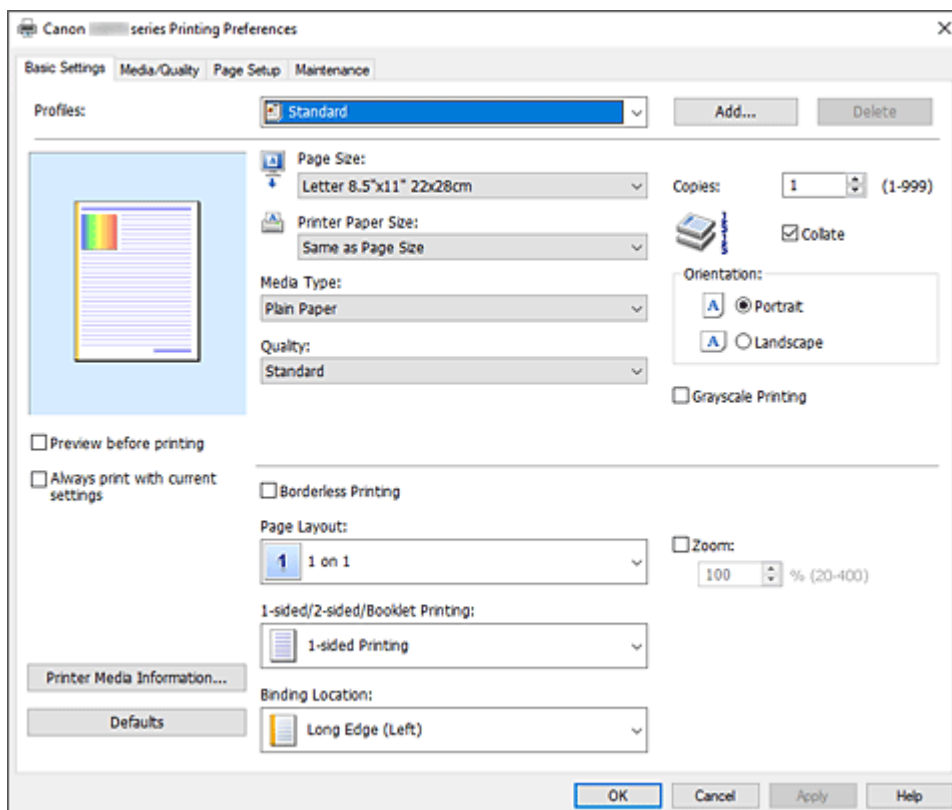 Canon series Printing Preferences
Basic Settings Media/Quality Page Setup Maintenance
Profiles: Standard Add... Delete
Page Size:
Letter 8.5"x11" 22x28cm
Copies: 1 (1-999)
Printer Paper Size:
Same as Page Size
Collate
Media Type:
Plain Paper
Orientation:
A Portrait
A Landscape
Quality:
Standard
Grayscale Printing
Preview before printing
Always print with current
settings
Borderless Printing
Page Layout:
1 1 on 1
Zoom:
100 % (20-400)
1-sided/2-sided/Booklet Printing:
1-sided Printing
Printer Media Information...
Defaults
Binding Location:
Long Edge (Left)
OK Cancel Apply Help